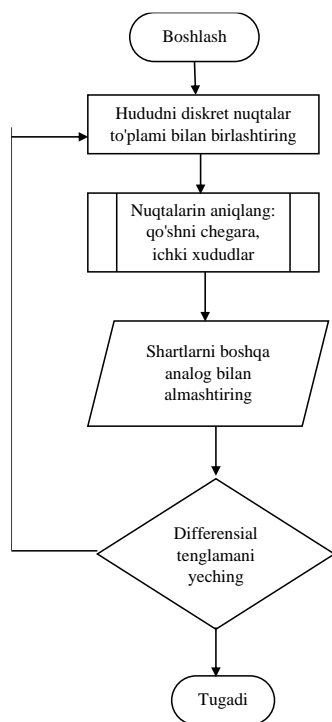 Boshlash
Hududni diskret nuqtalar
to'plami bilan birlashtiring
Nuqtalarin aniqlang:
qo'shni chegara,
ichki xududlar
Shartlarni boshqa
analog bilan
almashtiring
Differensial
tenglamani
yeching
Tugadi